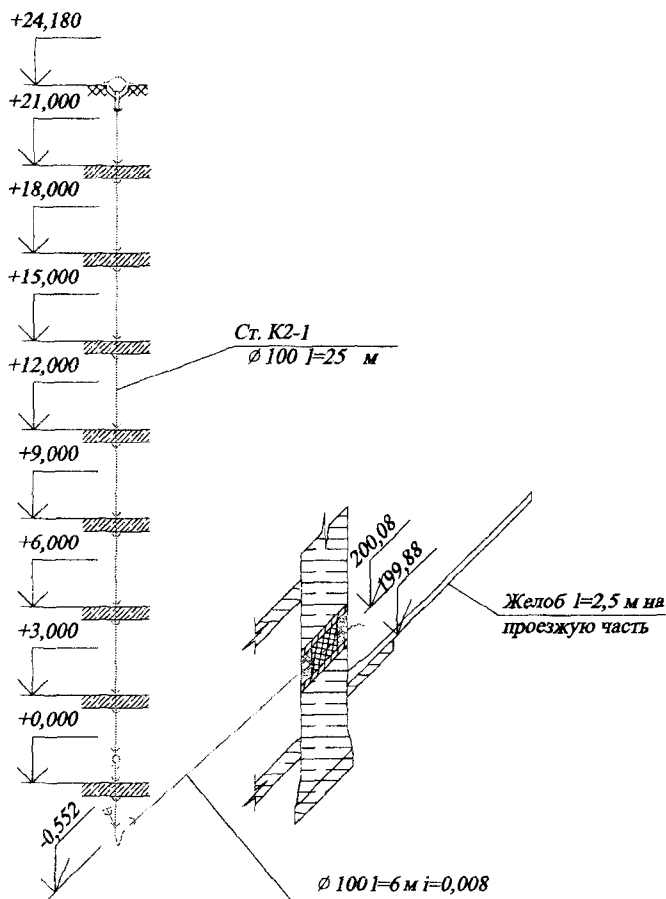 +24,180
+21,000
+18,000
+15,000
Ст. К2-1
Ø 100 l=25 м
+12,000
+9,000
+6,000
200,08
199,88
Желоб l=2,5 м на
проезжую часть
+3,000
+0,000
-0,552
Ø 100 l=6 м i=0,008